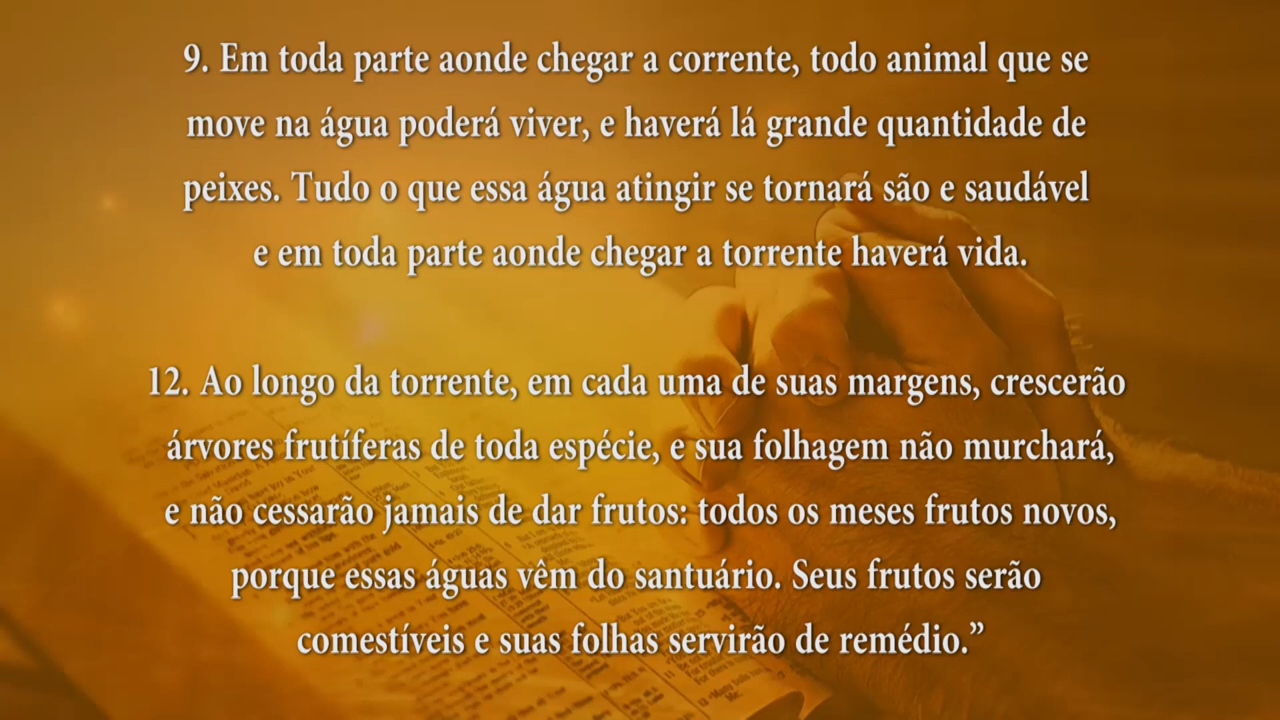 9. Em toda parte aonde chegar a corrente, todo animal que se
move na água poderá viver, e haverá lá grande quantidade de
peixes. Tudo o que essa água atingir se tornará são e saudável
e em toda parte aonde chegar a torrente haverá vida.
12. Ao longo da torrente, em cada uma de suas margens, crescerão
árvores frutíferas de toda espécie, e sua folhagem não murchará,
e não cessarão jamais de dar frutos: todos os meses frutos novos,
porque essas águas vêm do santuário. Seus frutos serão
comestíveis e suas folhas servirão de remédio.”